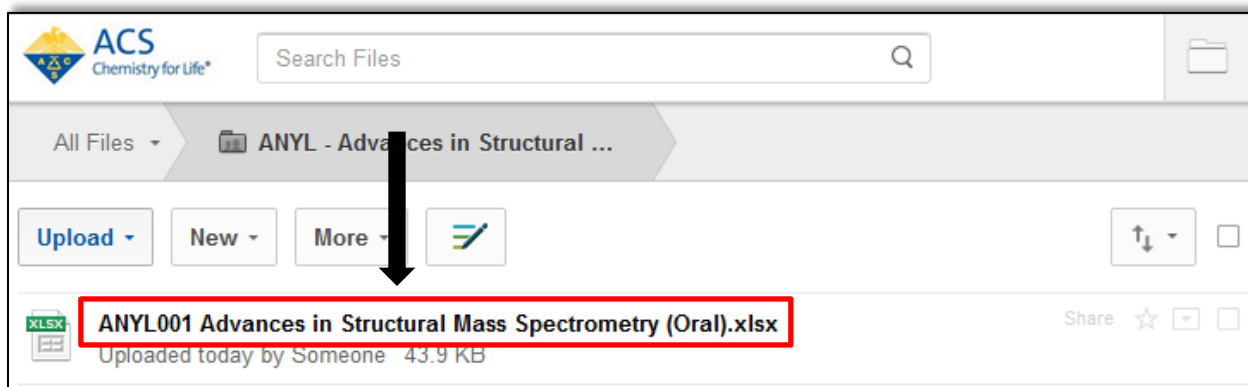 ACS
Chemistry for Life®
Search Files
All Files
ANYL - Advances in Structural ...
Upload
New
More
XLSX
ANYL001 Advances in Structural Mass Spectrometry (Oral).xlsx
Share
Uploaded today by Someone 43.9 KB